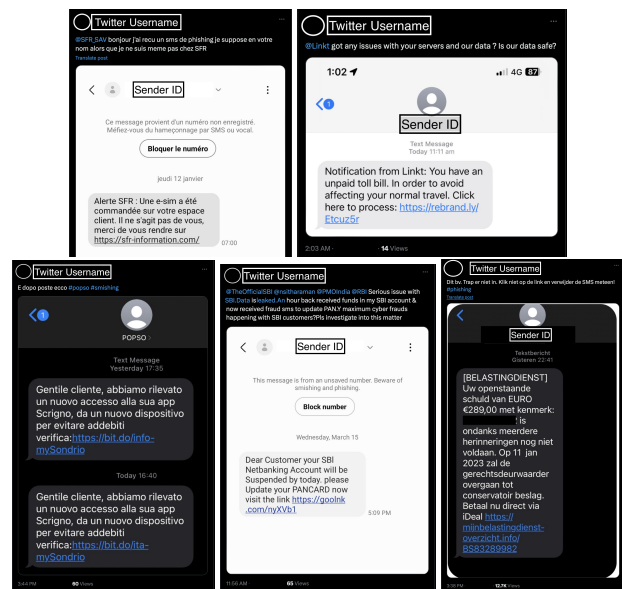 Twitter Username
@SFR_SAV bonjour j'ai recu un sms de phishing je suppose en votre
nom alors que je ne suis meme pas chez SFR
Translate post
Sender ID
Ce message provient d'un numéro non enregistré.
Méfiez-vous du hameçonnage par SMS ou vocal.
Bloquer le numéro
jeudi 12 janvier
Alerte SFR : Une e-sim a été
commandée sur votre espace
client. Il ne s'agit pas de vous,
merci de vous rendre sur
https://sfr-information.com/
07:00
Twitter Username
@Linkt got any issues with your servers and our data ? Is our data safe?
1:02
4G 87
1
Sender ID
Text Message
Today 11:11 am
Notification from Linkt: You have an
unpaid toll bill. In order to avoid
affecting your normal travel. Click
here to process: https://rebrand.ly/
Etcuz5r
2:03 AM · 14 Views
Twitter Username
E dopo poste ecco #popso #smishing
1
POPSO
Text Message
Yesterday 17:35
Gentile cliente, abbiamo rilevato
un nuovo accesso alla sua app
Scrigno, da un nuovo dispositivo
per evitare addebiti
verifica:https://bit.do/info-
mySondrio
Today 16:40
Gentile cliente, abbiamo rilevato
un nuovo accesso alla sua app
Scrigno, da un nuovo dispositivo
per evitare addebiti
verifica:https://bit.do/ita-
mySondrio
3:44 PM 90 Views
Twitter Username
@TheOfficialSBI @nsitharaman @PMOIndia @RBI Serious issue with
SBI.Data isleaked.An hour back received funds in my SBI account &
now received fraud sms to update PAN.Y maximum cyber frauds
happening with SBI customers?Pls investigate into this matter
Sender ID
This message is from an unsaved number. Beware of
smishing and phishing.
Block number
Wednesday, March 15
Dear Customer your SBI
Netbanking Account will be
Suspended by today. please
Update your PANCARD now
visit the link https://goolnk
.com/nyXVb1
5:09 PM
11:56 AM 65 Views
Twitter Username
Dit bv. Trap er niet in. Klik niet op de link en verwijder de SMS meteen!
#phishing
Translate post
Sender ID
Tekstbericht
Gisteren 22:41
[BELASTINGDIENST]
Uw openstaande
schuld van EURO
€289,00 met kenmerk:
is
ondanks meerdere
herinneringen nog niet
voldaan. Op 11 jan
2023 zal de
gerechtsdeurwaarder
overgaan tot
conservatoir beslag.
Betaal nu direct via
iDeal https://
mijnbelastingdienst-
overzicht.info/
BS83289982
3:38 PM 12.7K Views